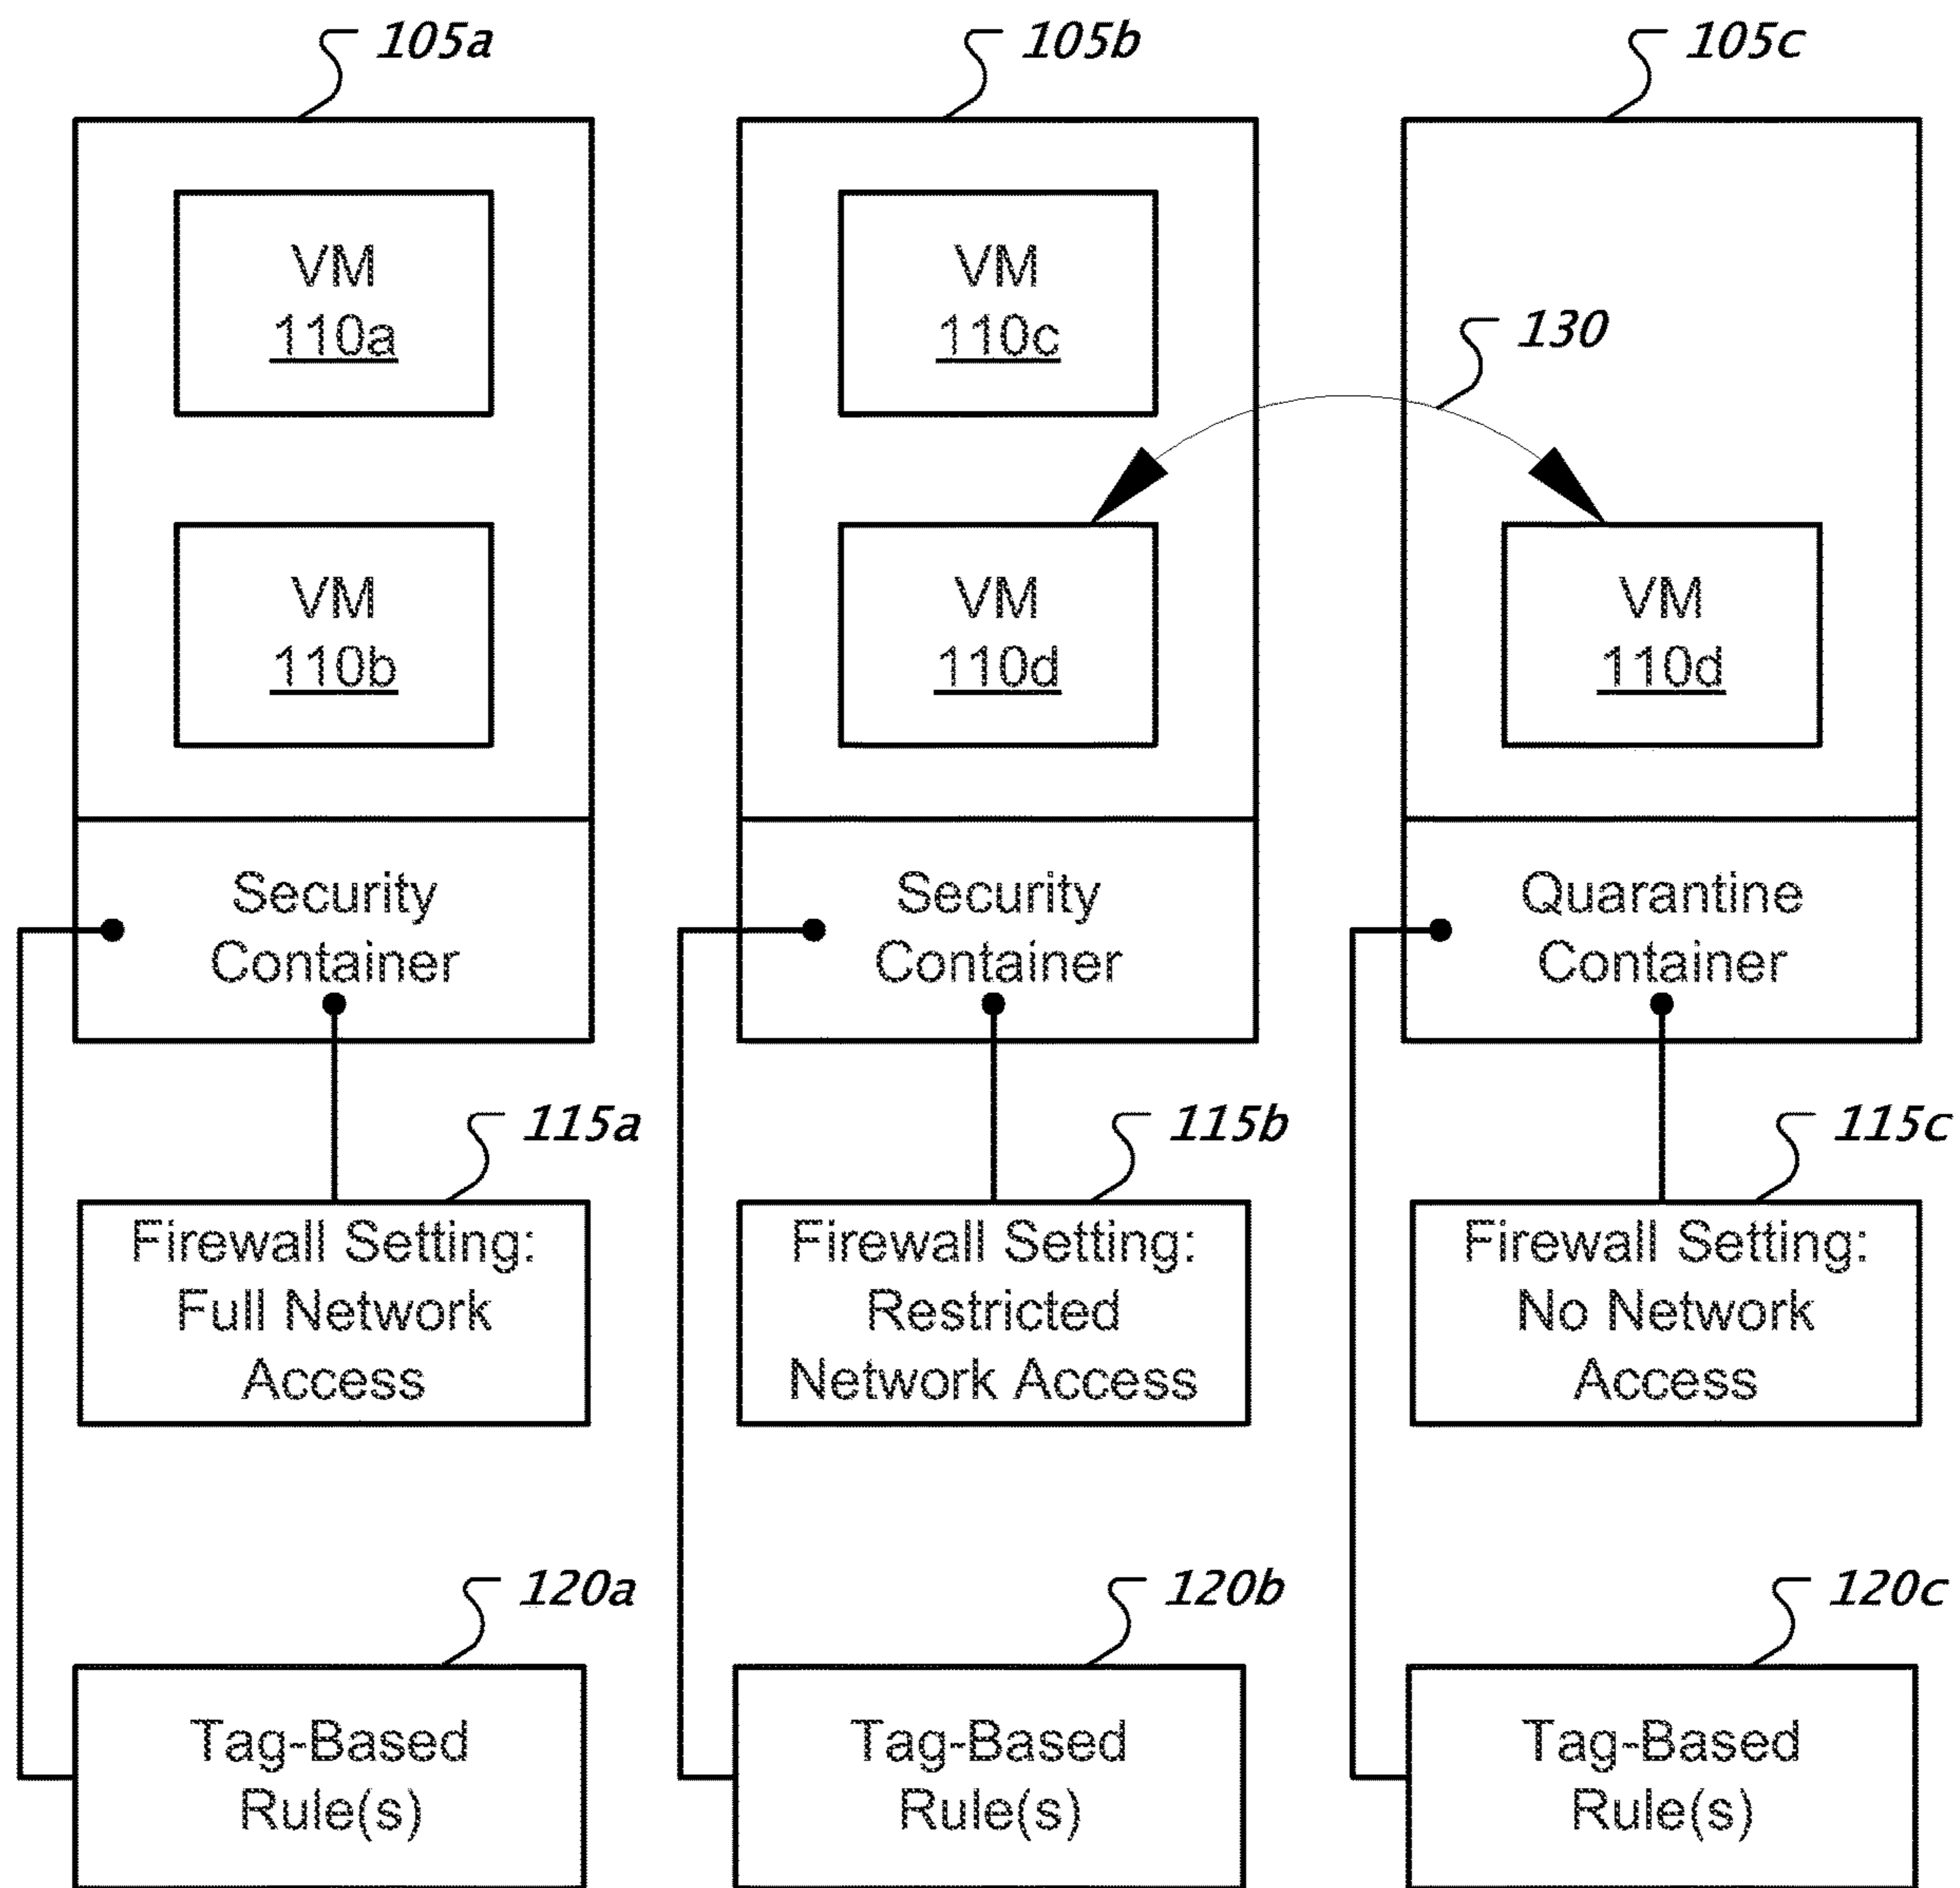 105a
105b
105c
VM
110a
VM
110c
130
VM
110b
VM
110d
VM
110d
Security
Container
Security
Container
Quarantine
Container
115a
115b
115c
Firewall Setting:
Full Network
Access
Firewall Setting:
Restricted
Network Access
Firewall Setting:
No Network
Access
120a
120b
120c
Tag-Based
Rule(s)
Tag-Based
Rule(s)
Tag-Based
Rule(s)